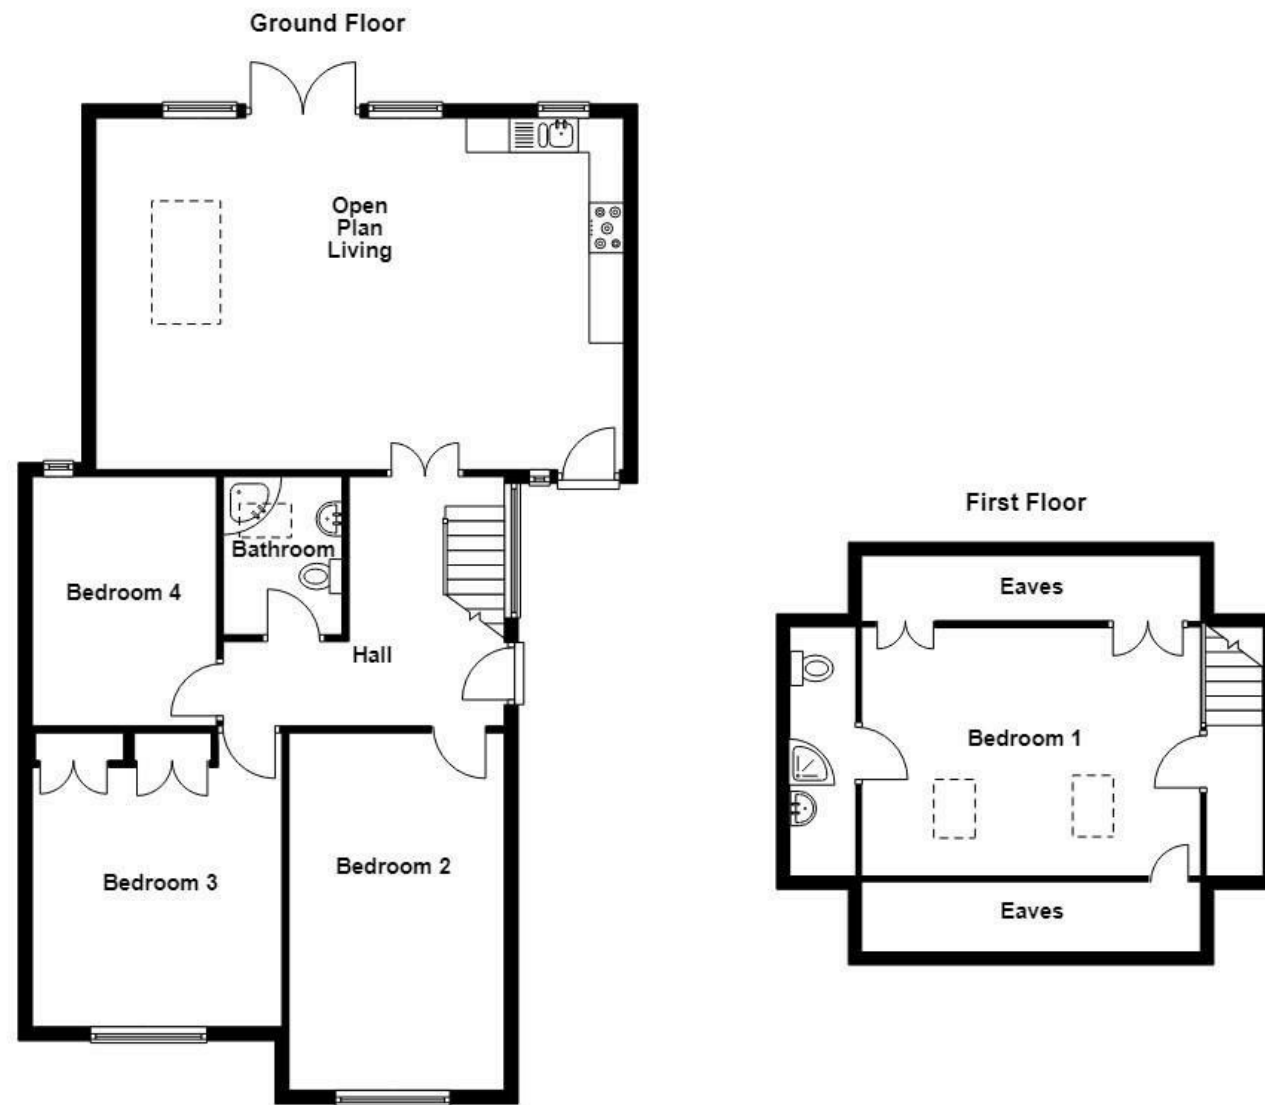 Ground Floor
Open
Plan
Living
Bathroom
Bedroom 4
Hall
Bedroom 2
Bedroom 3
First Floor
Eaves
Bedroom 1
Eaves